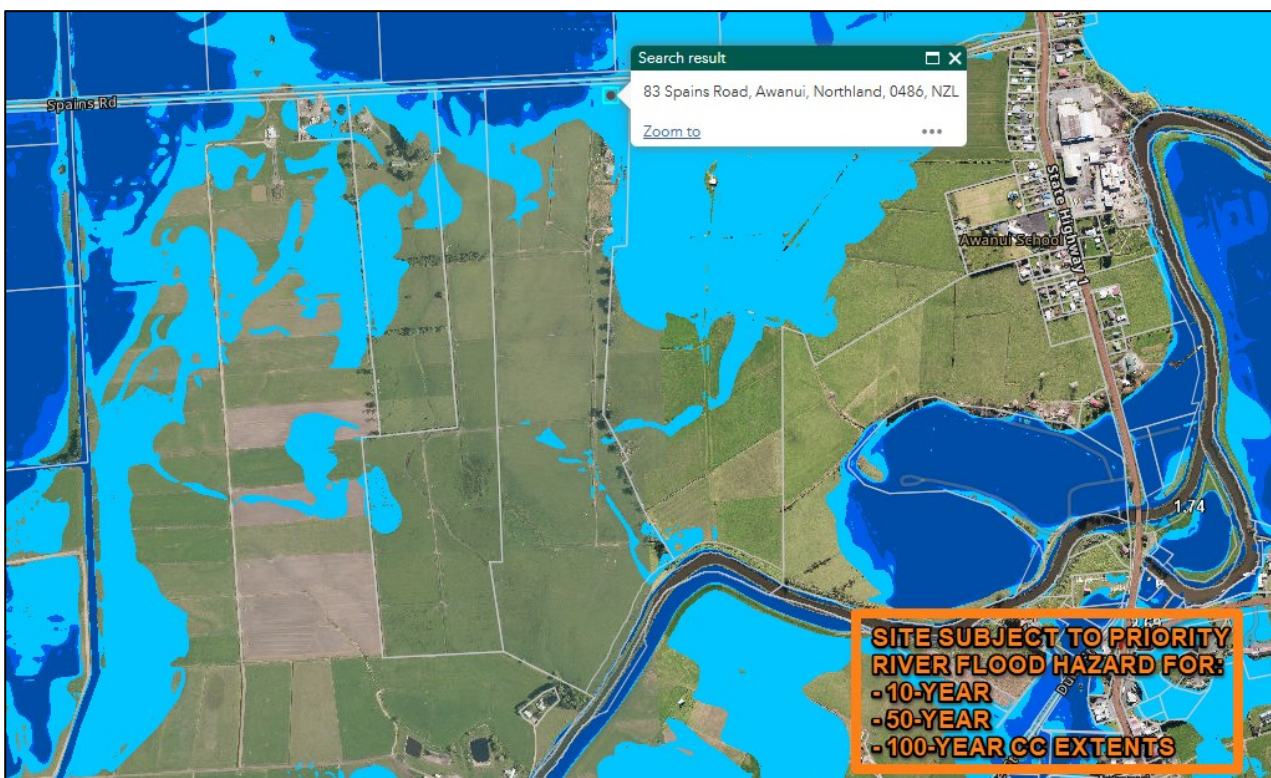 Search result
83 Spains Road, Awanui, Northland, 0486, NZL
Zoom to
Spains Rd
State Highway 1
Awanui School
1.74
SITE SUBJECT TO PRIORITY
RIVER FLOOD HAZARD FOR:
- 10-YEAR
- 50-YEAR
- 100-YEAR CC EXTENTS